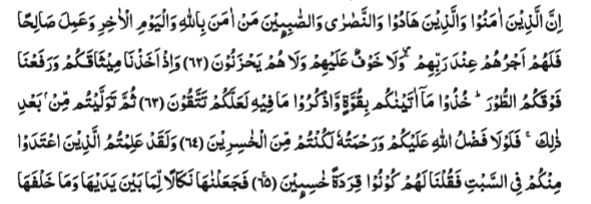 اِنَّ الَّذِيْنَ اٰمَنُوْا وَالَّذِيْنَ هَادُوْا وَالنَّصٰرٰى وَالصّٰبِـِٕيْنَ مَنْ اٰمَنَ بِاللّٰهِ وَالْيَوْمِ الْاٰخِرِ وَعَمِلَ صَالِحًا
فَلَهُمْ اَجْرُهُمْ عِنْدَ رَبِّهِمْ ۚ وَلَا خَوْفٌ عَلَيْهِمْ وَلَا هُمْ يَحْزَنُوْنَ ﴿٦٢﴾ وَاِذْ اَخَذْنَا مِيْثَاقَكُمْ وَرَفَعْنَا
فَوْقَكُمُ الطُّوْرَ ؕ خُذُوْا مَاۤ اٰتَيْنٰكُمْ بِقُوَّةٍ وَّاذْكُرُوْا مَا فِيْهِ لَعَلَّكُمْ تَتَّقُوْنَ ﴿٦٣﴾ ثُمَّ تَوَلَّيْتُمْ مِّنْۢ بَعْدِ
ذٰلِكَ ۚ فَلَوْلَا فَضْلُ اللّٰهِ عَلَيْكُمْ وَرَحْمَتُهٗ لَكُنْتُمْ مِّنَ الْخٰسِرِيْنَ ﴿٦٤﴾ وَلَقَدْ عَلِمْتُمُ الَّذِيْنَ اعْتَدَوْا
مِنْكُمْ فِى السَّبْتِ فَقُلْنَا لَهُمْ كُوْنُوْا قِرَدَةً خٰسِـِٕيْنَ ﴿٦٥﴾ فَجَعَلْنٰهَا نَكَالًا لِّمَا بَيْنَ يَدَيْهَا وَمَا خَلْفَهَا